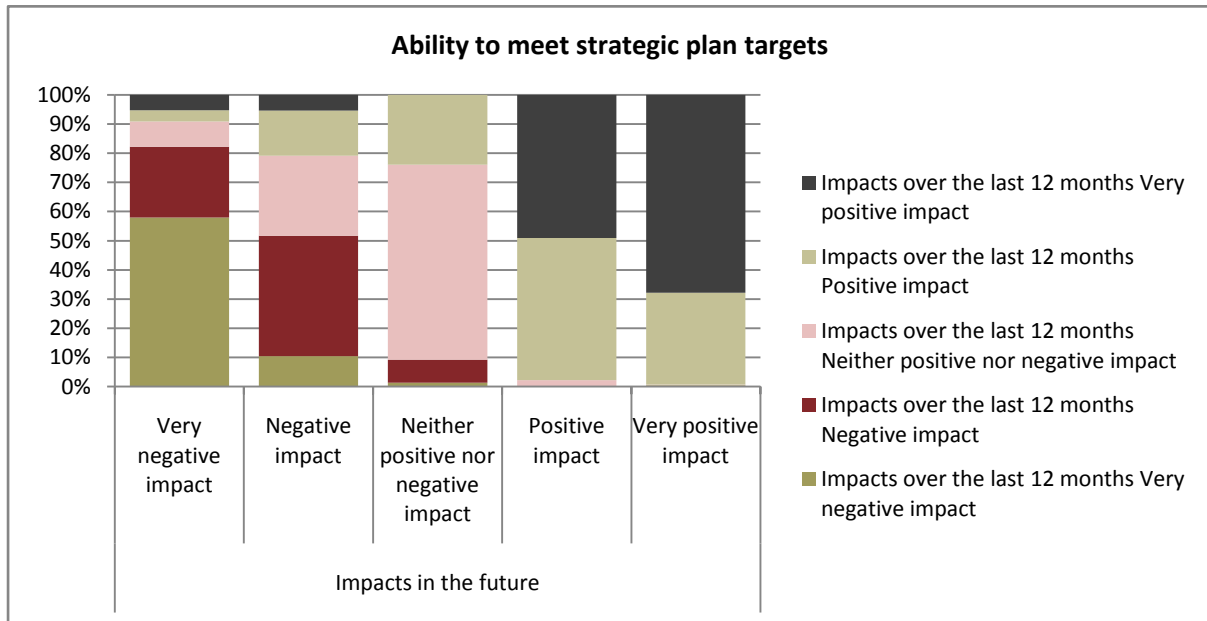 Ability to meet strategic plan targets
100%
90%
80%
70%
60%
50%
40%
30%
20%
10%
0%
Very
negative
impact
Negative
impact
Neither
positive nor
negative
impact
Positive
impact
Very positive
impact
Impacts in the future
Impacts over the last 12 months Very
positive impact
Impacts over the last 12 months
Positive impact
Impacts over the last 12 months
Neither positive nor negative impact
Impacts over the last 12 months
Negative impact
Impacts over the last 12 months Very
negative impact